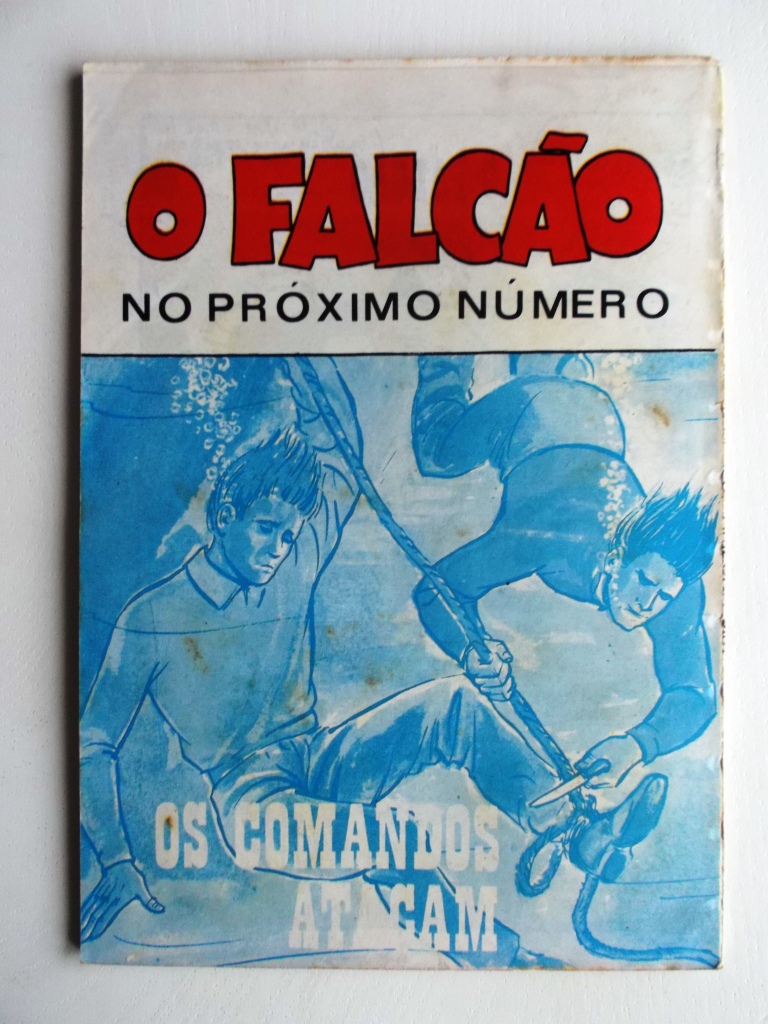 O FALCÃO
NO PRÓXIMO NÚMERO
OS COMANDOS
ATACAM